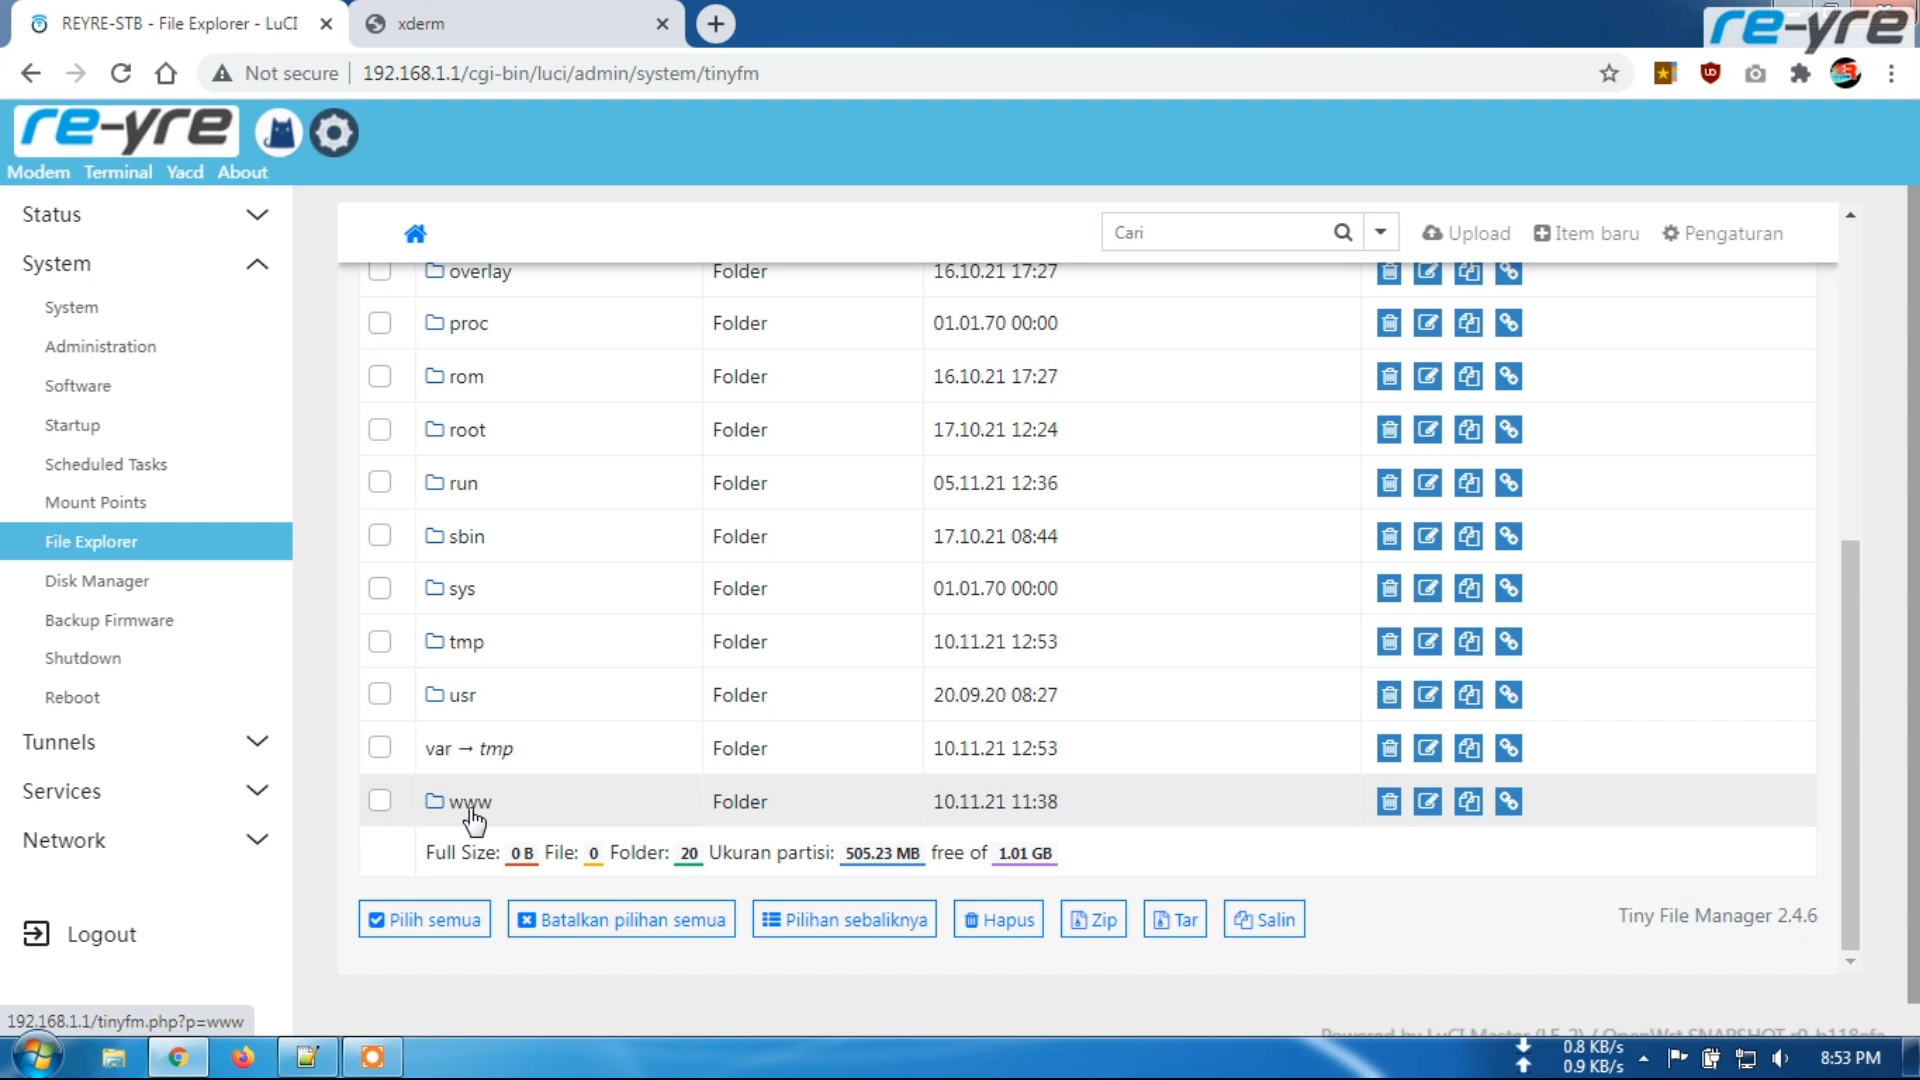 REYRE-STB - File Explorer - LuCI
xderm
re-yre
Not secure
192.168.1.1/cgi-bin/luci/admin/system/tinyfm
re-yre
Modem Terminal Yacd About
Status
System
System
Administration
Software
Startup
Scheduled Tasks
Mount Points
File Explorer
Disk Manager
Backup Firmware
Shutdown
Reboot
Tunnels
Services
Network
Logout
Cari
Upload
Item baru
Pengaturan
overlay Folder 16.10.21 17:27
proc Folder 01.01.70 00:00
rom Folder 16.10.21 17:27
root Folder 17.10.21 12:24
run Folder 05.11.21 12:36
sbin Folder 17.10.21 08:44
sys Folder 01.01.70 00:00
tmp Folder 10.11.21 12:53
usr Folder 20.09.20 08:27
var → tmp Folder 10.11.21 12:53
www Folder 10.11.21 11:38
Full Size: 0 B File: 0 Folder: 20 Ukuran partisi: 505.23 MB free of 1.01 GB
Pilih semua
Batalkan pilihan semua
Pilihan sebaliknya
Hapus
Zip
Tar
Salin
Tiny File Manager 2.4.6
192.168.1.1/tinyfm.php?p=www
0.8 KB/s
0.9 KB/s
8:53 PM